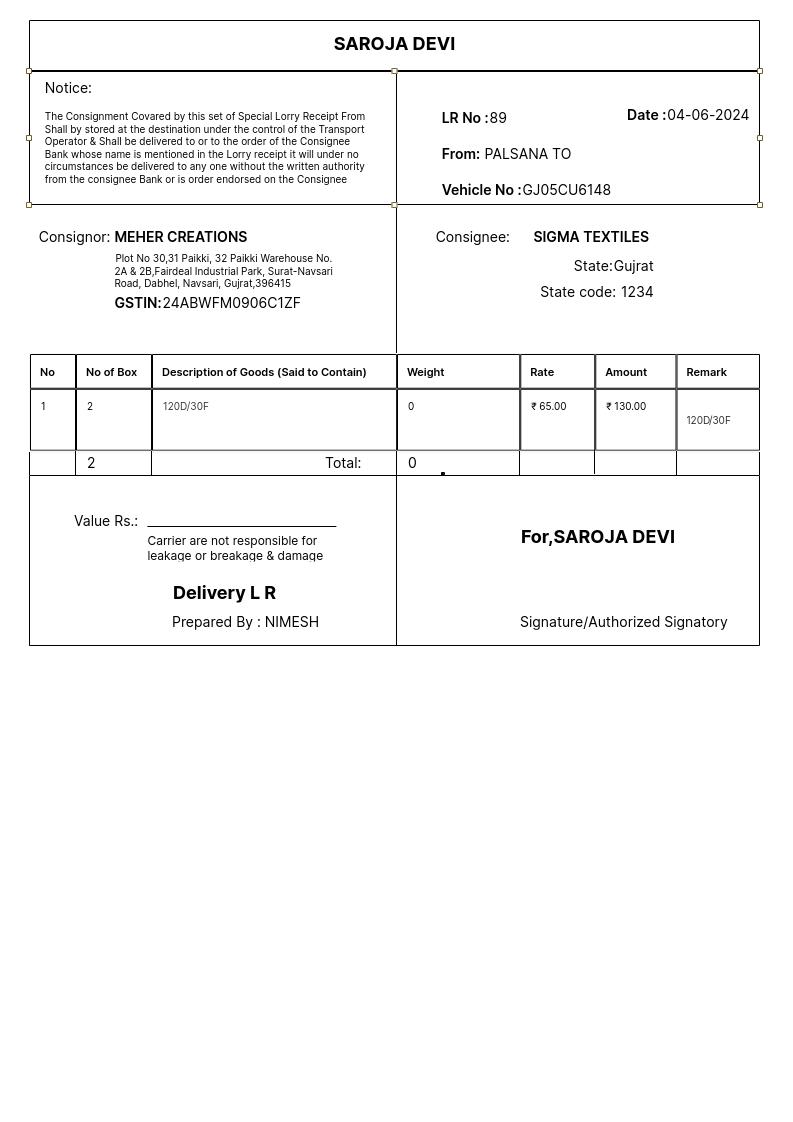 SAROJA DEVI
Notice:
The Consignment Covared by this set of Special Lorry Receipt From
Shall by stored at the destination under the control of the Transport
Operator & Shall be delivered to or to the order of the Consignee
Bank whose name is mentioned in the Lorry receipt it will under no
circumstances be delivered to any one without the written authority
from the consignee Bank or is order endorsed on the Consignee
LR No :89 Date :04-06-2024
From: PALSANA TO
Vehicle No :GJ05CU6148
Consignor: MEHER CREATIONS
Plot No 30,31 Paikki, 32 Paikki Warehouse No.
2A & 2B,Fairdeal Industrial Park, Surat-Navsari
Road, Dabhel, Navsari, Gujrat,396415
GSTIN:24ABWFM0906C1ZF
Consignee: SIGMA TEXTILES
State:Gujrat
State code: 1234
No No of Box Description of Goods (Said to Contain) Weight Rate Amount Remark
1 2 120D/30F 0 ₹ 65.00 ₹ 130.00 120D/30F
2 Total: 0
Value Rs.:
Carrier are not responsible for
leakage or breakage & damage
Delivery L R
Prepared By : NIMESH
For,SAROJA DEVI
Signature/Authorized Signatory